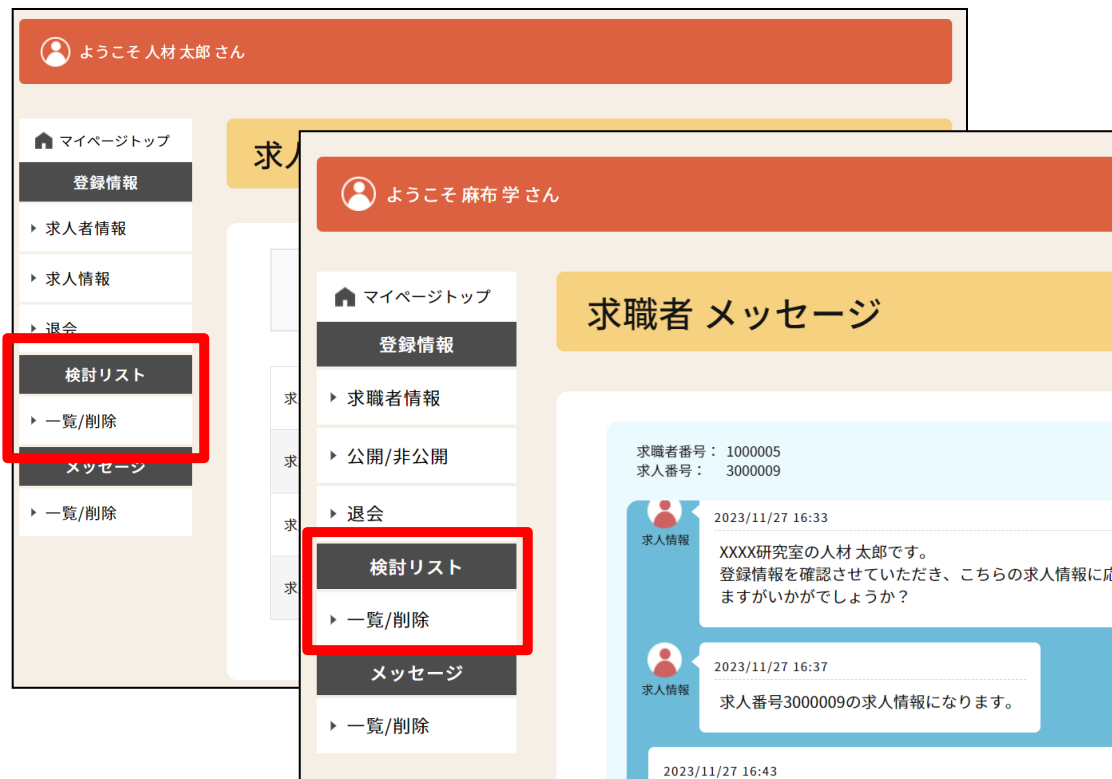 ようこそ 人材 太郎 さん
マイページトップ
登録情報
求人者情報
求人情報
退会
検討リスト
一覧/削除
メッセージ
一覧/削除
求人
求
求
求
求
ようこそ 麻布 学 さん
マイページトップ
登録情報
求職者情報
公開/非公開
退会
検討リスト
一覧/削除
メッセージ
一覧/削除
求職者 メッセージ
求職者番号： 1000005
求人番号： 3000009
求人情報
2023/11/27 16:33
XXXX研究室の人材 太郎です。
登録情報を確認させていただき、こちらの求人情報に応
ますがいかがでしょうか？
求人情報
2023/11/27 16:37
求人番号3000009の求人情報になります。
2023/11/27 16:43